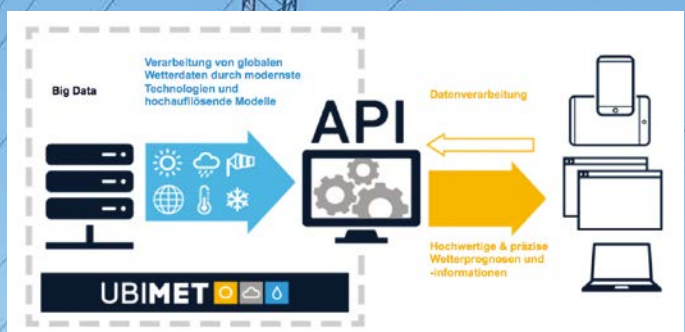 Big Data
Verarbeitung von globalen
Wetterdaten durch modernste
Technologien und
hochauflösende Modelle
API
Datenverarbeitung
Hochwertige & präzise
Wetterprognosen und
-informationen
UBIMET